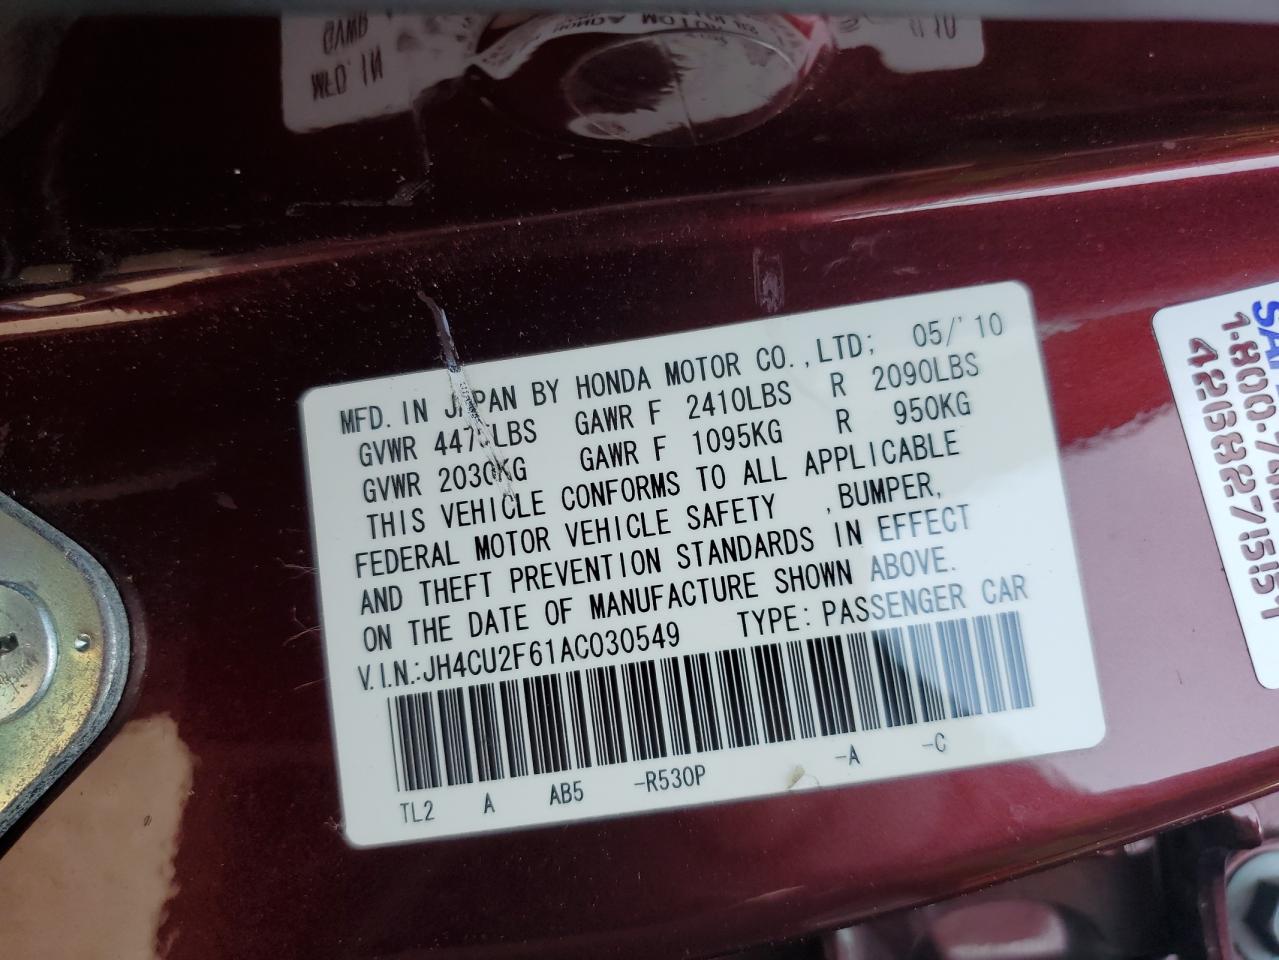 MFD. IN JAPAN BY HONDA MOTOR CO.,LTD; 05/'10
GVWR 4475LBS GAWR F 2410LBS R 2090LBS
GVWR 2030KG GAWR F 1095KG R 950KG
THIS VEHICLE CONFORMS TO ALL APPLICABLE
FEDERAL MOTOR VEHICLE SAFETY ,BUMPER,
AND THEFT PREVENTION STANDARDS IN EFFECT
ON THE DATE OF MANUFACTURE SHOWN ABOVE.
V.I.N.:JH4CU2F61AC030549 TYPE:PASSENGER CAR
TL2 A AB5 -R530P -A -C